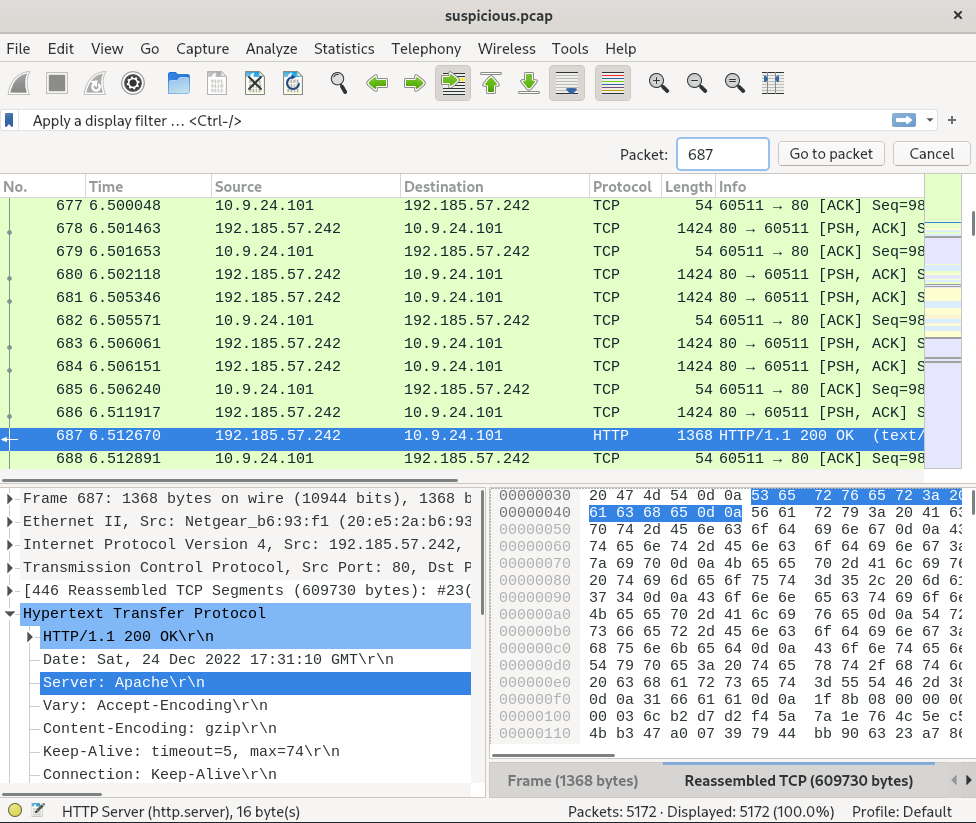 suspicious.pcap
File Edit View Go Capture Analyze Statistics Telephony Wireless Tools Help
Apply a display filter … <Ctrl-/>
Packet: 687 Go to packet Cancel
No. Time Source Destination Protocol Length Info
677 6.500048 10.9.24.101 192.185.57.242 TCP 54 60511 → 80 [ACK] Seq=98
678 6.501463 192.185.57.242 10.9.24.101 TCP 1424 80 → 60511 [PSH, ACK] S
679 6.501653 10.9.24.101 192.185.57.242 TCP 54 60511 → 80 [ACK] Seq=98
680 6.502118 192.185.57.242 10.9.24.101 TCP 1424 80 → 60511 [PSH, ACK] S
681 6.505346 192.185.57.242 10.9.24.101 TCP 1424 80 → 60511 [PSH, ACK] S
682 6.505571 10.9.24.101 192.185.57.242 TCP 54 60511 → 80 [ACK] Seq=98
683 6.506061 192.185.57.242 10.9.24.101 TCP 1424 80 → 60511 [PSH, ACK] S
684 6.506151 192.185.57.242 10.9.24.101 TCP 1424 80 → 60511 [PSH, ACK] S
685 6.506240 10.9.24.101 192.185.57.242 TCP 54 60511 → 80 [ACK] Seq=98
686 6.511917 192.185.57.242 10.9.24.101 TCP 1424 80 → 60511 [PSH, ACK] S
687 6.512670 192.185.57.242 10.9.24.101 HTTP 1368 HTTP/1.1 200 OK (text/
688 6.512891 10.9.24.101 192.185.57.242 TCP 54 60511 → 80 [ACK] Seq=98
Frame 687: 1368 bytes on wire (10944 bits), 1368 b
Ethernet II, Src: Netgear_b6:93:f1 (20:e5:2a:b6:93
Internet Protocol Version 4, Src: 192.185.57.242,
Transmission Control Protocol, Src Port: 80, Dst P
[446 Reassembled TCP Segments (609730 bytes): #23(
Hypertext Transfer Protocol
HTTP/1.1 200 OK\r\n
Date: Sat, 24 Dec 2022 17:31:10 GMT\r\n
Server: Apache\r\n
Vary: Accept-Encoding\r\n
Content-Encoding: gzip\r\n
Keep-Alive: timeout=5, max=74\r\n
Connection: Keep-Alive\r\n
00000030 20 47 4d 54 0d 0a 53 65 72 76 65 72 3a 20
00000040 61 63 68 65 0d 0a 56 61 72 79 3a 20 41 63
00000050 70 74 2d 45 6e 63 6f 64 69 6e 67 0d 0a 43
00000060 74 65 6e 74 2d 45 6e 63 6f 64 69 6e 67 3a
00000070 7a 69 70 0d 0a 4b 65 65 70 2d 41 6c 69 76
00000080 20 74 69 6d 65 6f 75 74 3d 35 2c 20 6d 61
00000090 37 34 0d 0a 43 6f 6e 6e 65 63 74 69 6f 6e
000000a0 4b 65 65 70 2d 41 6c 69 76 65 0d 0a 54 72
000000b0 73 66 65 72 2d 45 6e 63 6f 64 69 6e 67 3a
000000c0 68 75 6e 6b 65 64 0d 0a 43 6f 6e 74 65 6e
000000d0 54 79 70 65 3a 20 74 65 78 74 2f 68 74 6d
000000e0 20 63 68 61 72 73 65 74 3d 55 54 46 2d 38
000000f0 0d 0a 31 66 61 61 0d 0a 1f 8b 08 00 00 00
00000100 00 03 6c b2 d7 d2 f4 5a 7a 1e 76 4c 5e c5
00000110 4b b3 47 a0 07 39 79 44 bb 90 63 23 a7 86
Frame (1368 bytes) Reassembled TCP (609730 bytes)
HTTP Server (http.server), 16 byte(s) Packets: 5172 · Displayed: 5172 (100.0%) Profile: Default